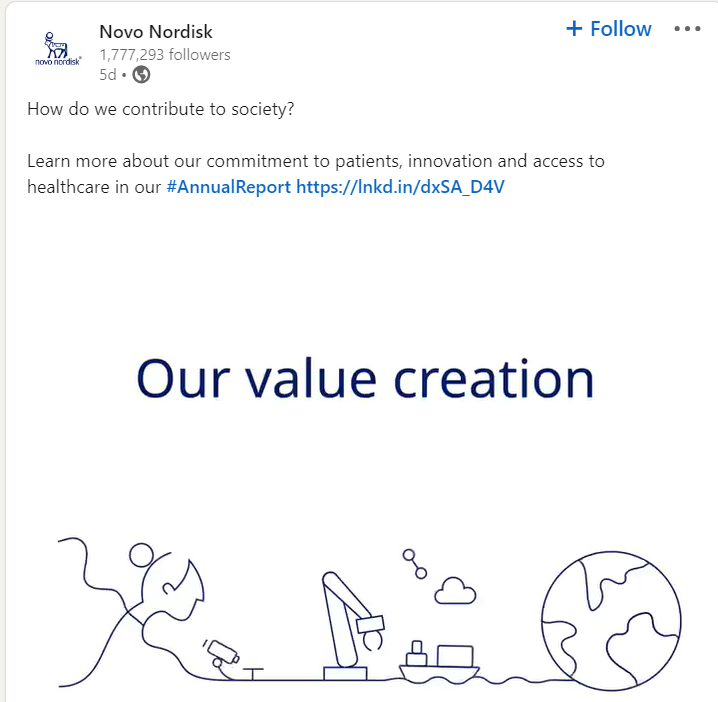 Novo Nordisk
+ Follow
1,777,293 followers
5d •
novo nordisk®
How do we contribute to society?
Learn more about our commitment to patients, innovation and access to
healthcare in our #AnnualReport https://lnkd.in/dxSA_D4V
Our value creation